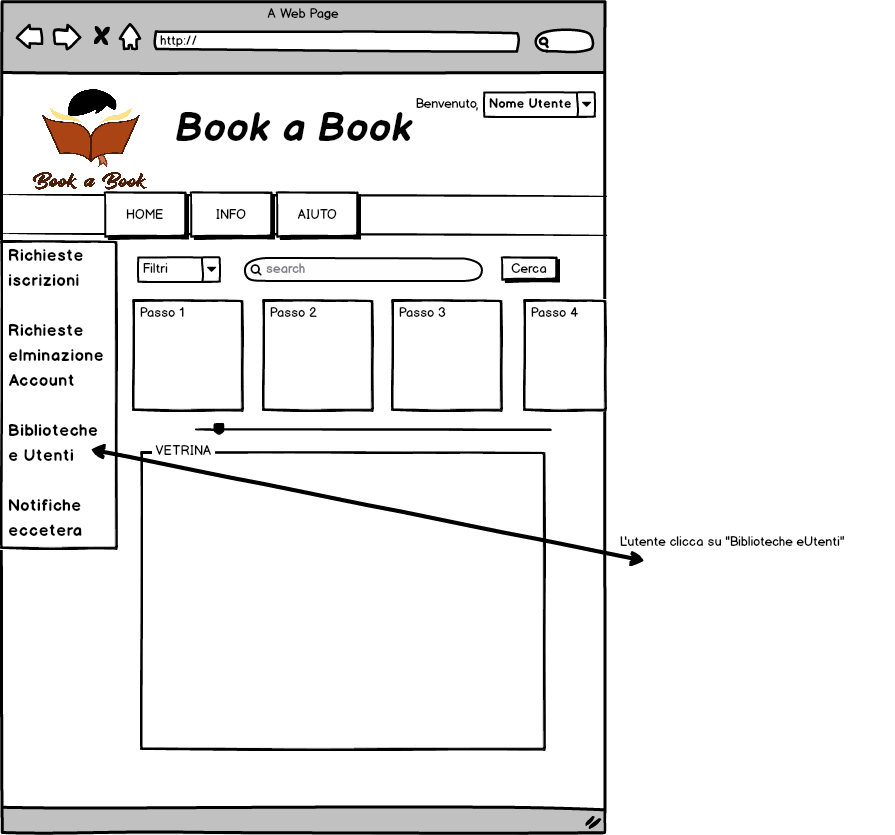 A Web Page
http://
Benvenuto, Nome Utente
Book a Book
Book a Book
HOME INFO AIUTO
Richieste
iscrizioni
Richieste
elminazione
Account
Biblioteche
e Utenti
Notifiche
eccetera
Filtri search Cerca
Passo 1 Passo 2 Passo 3 Passo 4
VETRINA
L'utente clicca su "Biblioteche eUtenti"